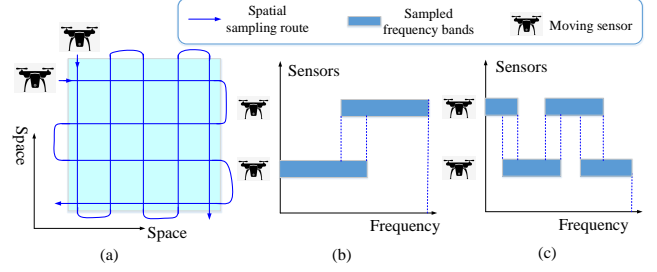 Spatial
sampling route
Sampled
frequency bands
Moving sensor
Space
Space
(a)
Sensors
Frequency
(b)
Sensors
Frequency
(c)